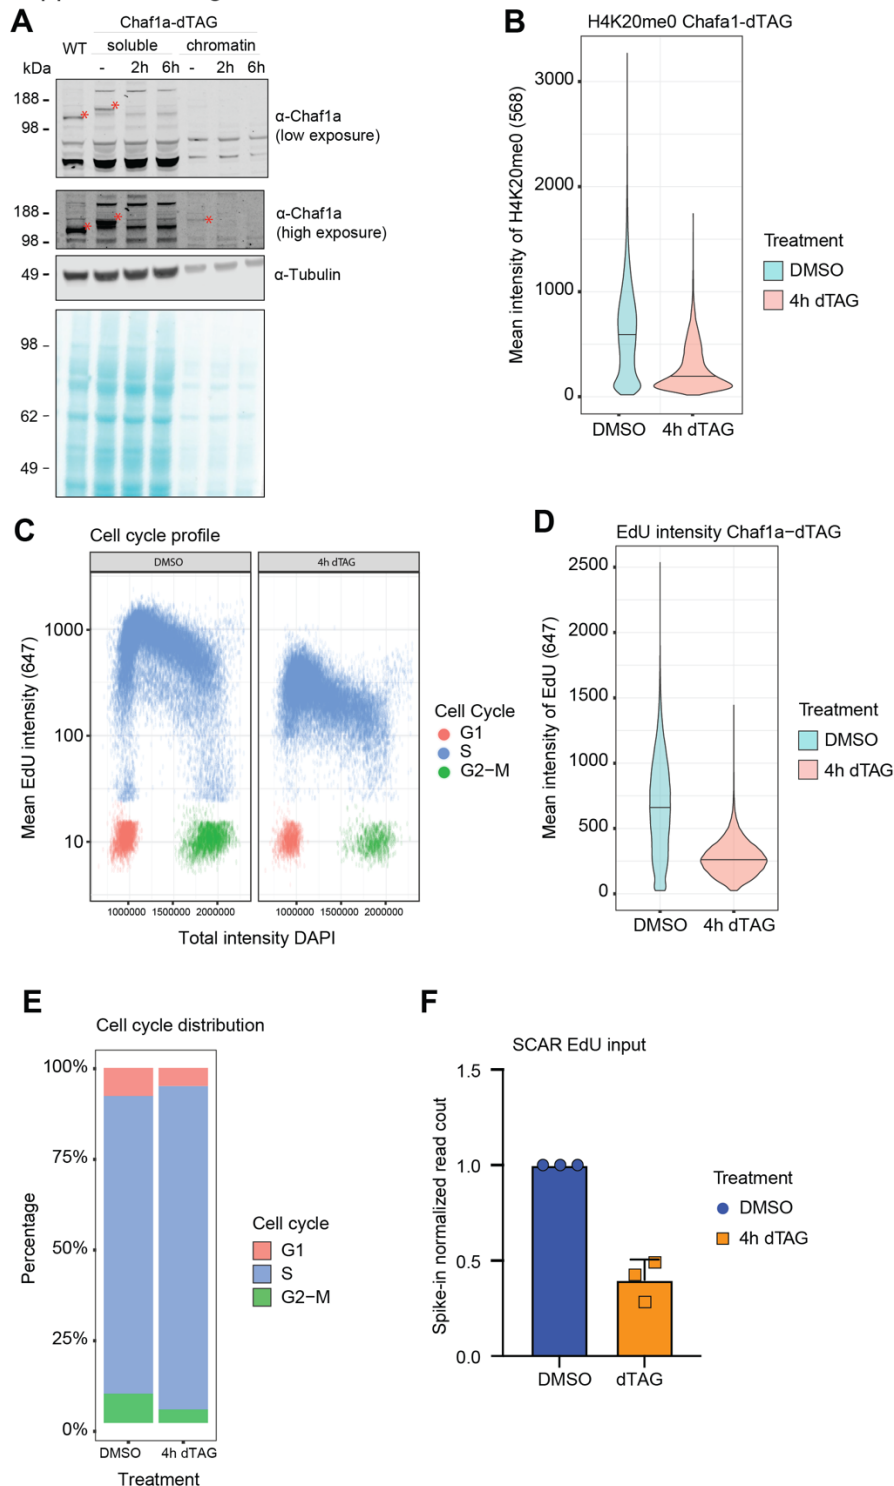 A
Chaf1a-dTAG
WT soluble chromatin
kDa - 2h 6h - 2h 6h
188 -
98 -
*
*
α-Chaf1a
(low exposure)
188 -
98 -
*
*
*
α-Chaf1a
(high exposure)
49 -
α-Tubulin
98 -
62 -
49 -
B
H4K20me0 Chafa1-dTAG
Mean intensity of H4K20me0 (568)
3000
2000
1000
0
DMSO 4h dTAG
Treatment
DMSO
4h dTAG
C
Cell cycle profile
DMSO 4h dTAG
Mean EdU intensity (647)
1000
100
10
1000000 1500000 2000000 1000000 1500000 2000000
Total intensity DAPI
Cell Cycle
G1
S
G2−M
D
EdU intensity Chaf1a−dTAG
Mean intensity of EdU (647)
2500
2000
1500
1000
500
0
DMSO 4h dTAG
Treatment
DMSO
4h dTAG
E
Cell cycle distribution
Percentage
100%
75%
50%
25%
0%
DMSO 4h dTAG
Treatment
Cell cycle
G1
S
G2−M
F
SCAR EdU input
Spike-in normalized read cout
1.5
1.0
0.5
0.0
DMSO dTAG
Treatment
DMSO
4h dTAG